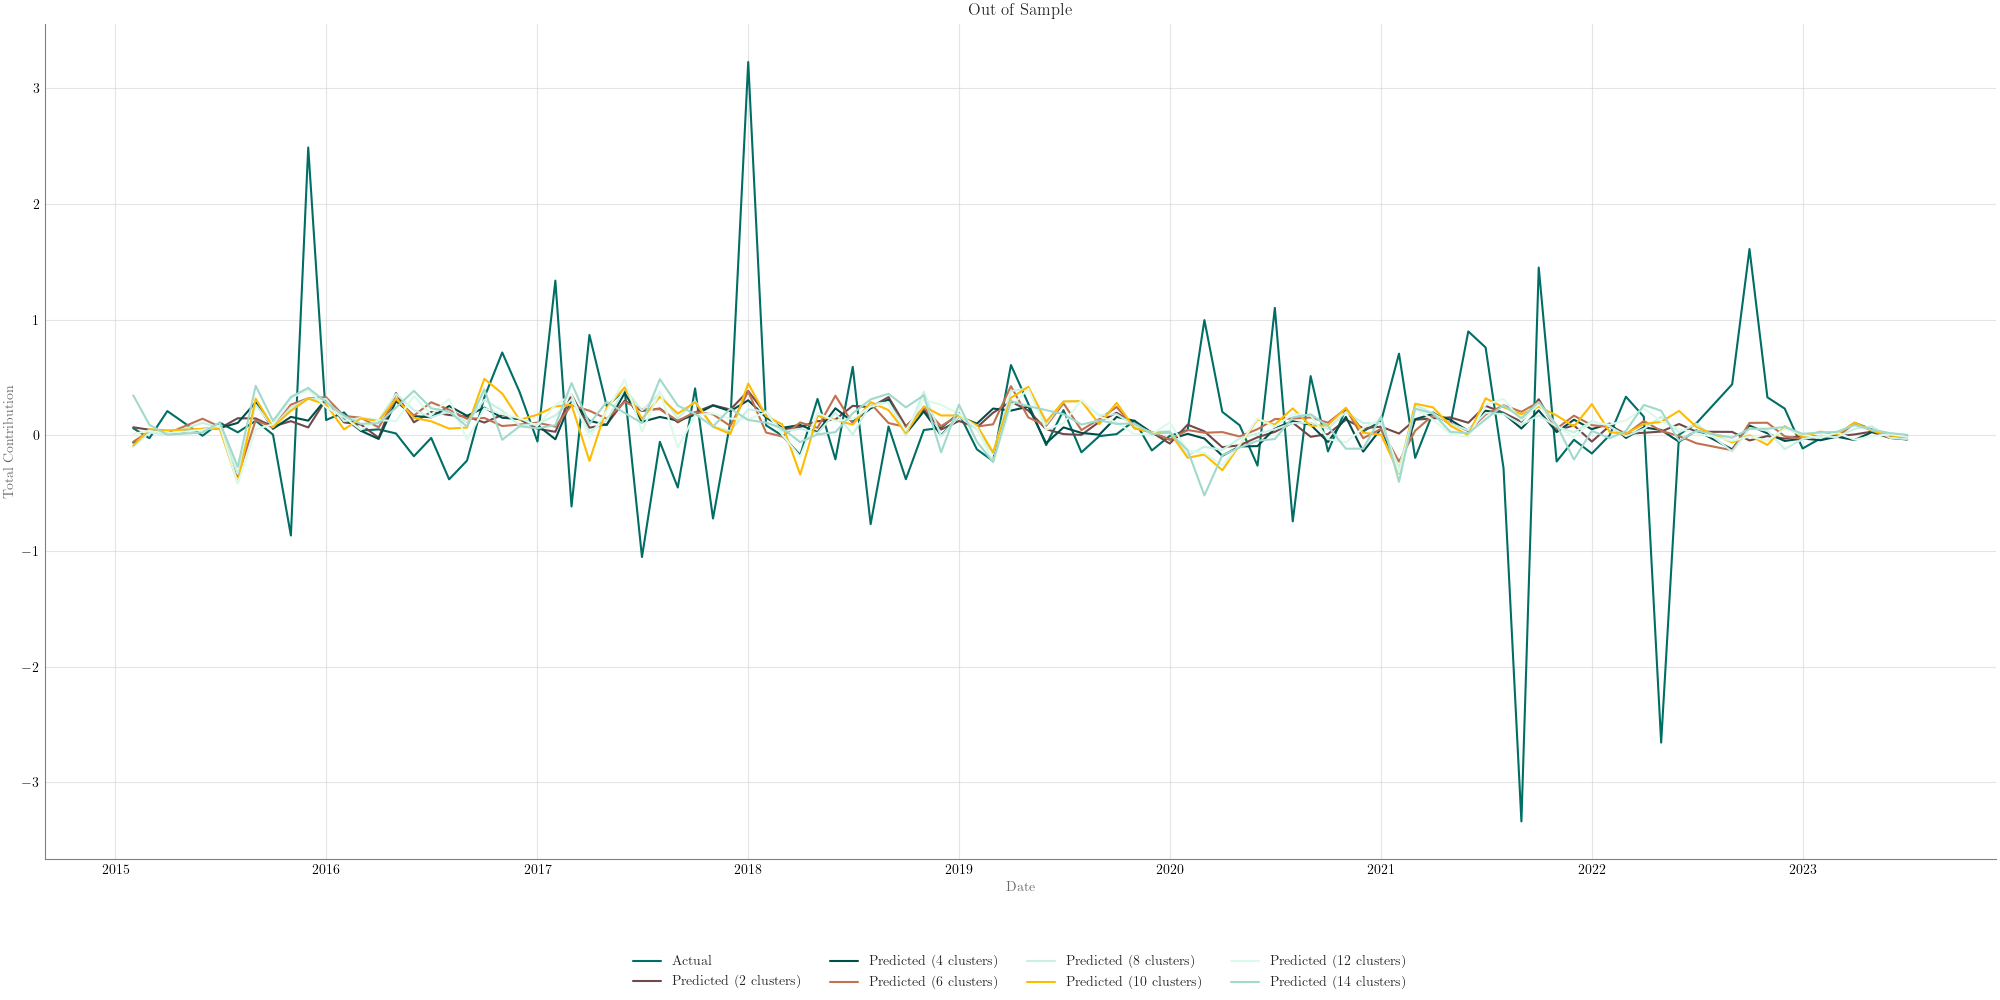 Out of Sample
Total Contribution
3
2
1
0
−1
−2
−3
2015 2016 2017 2018 2019 2020 2021 2022 2023
Date
Actual Predicted (4 clusters) Predicted (8 clusters) Predicted (12 clusters)
Predicted (2 clusters) Predicted (6 clusters) Predicted (10 clusters) Predicted (14 clusters)